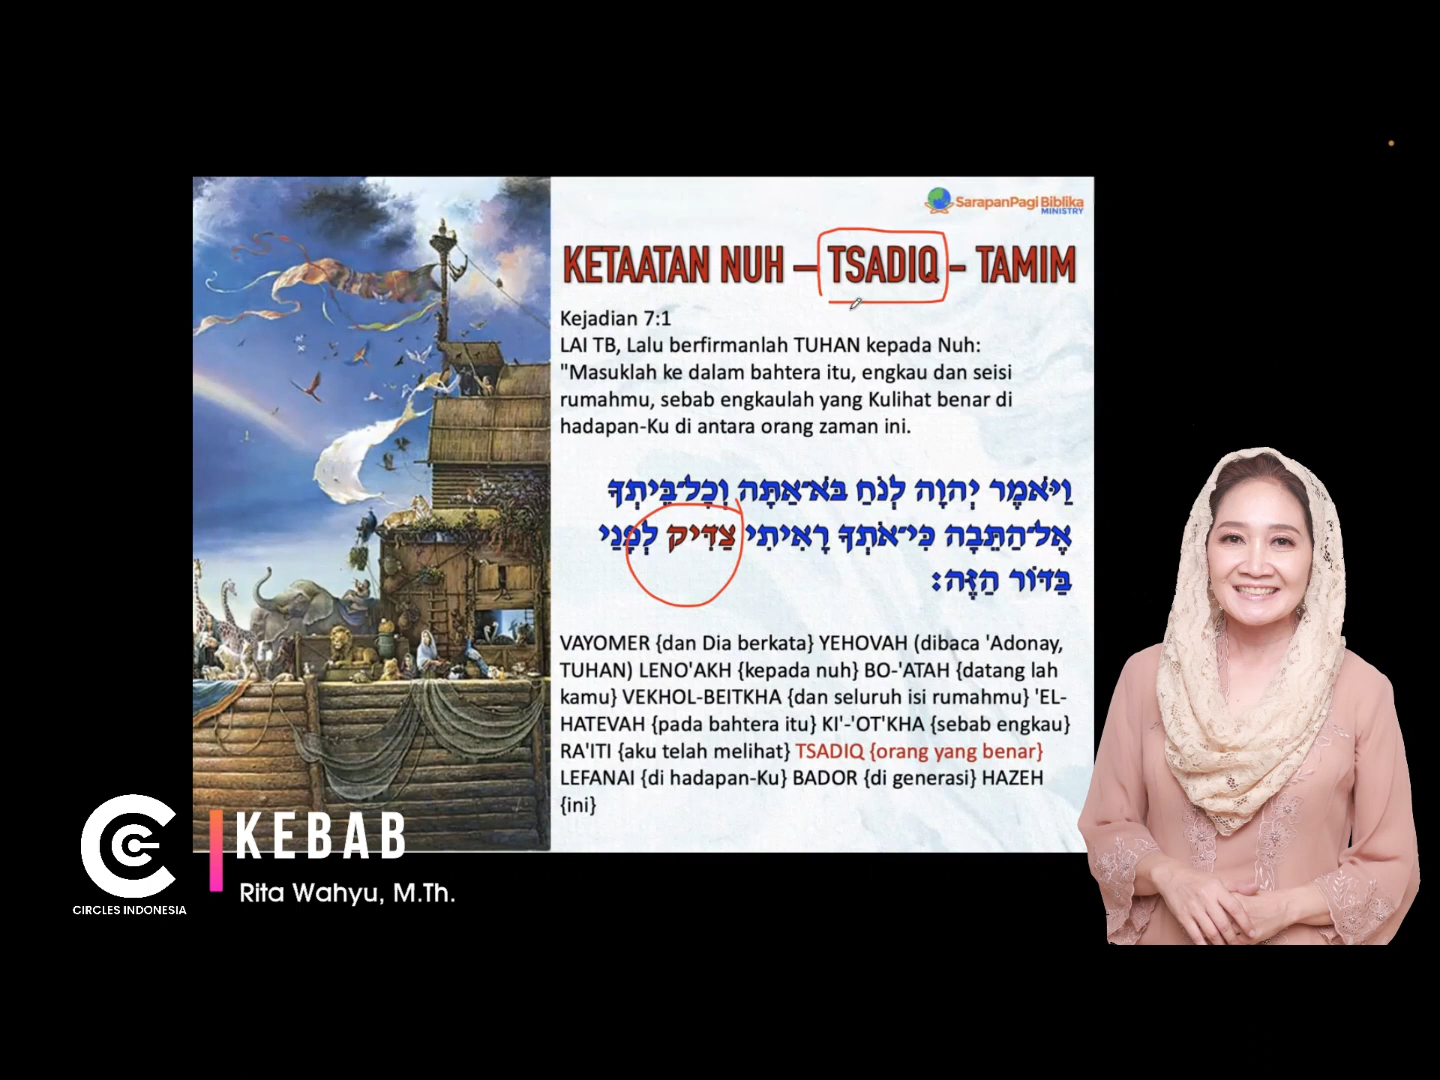 SarapanPagi Biblika
MINISTRY
KETAATAN NUH – TSADIQ – TAMIM
Kejadian 7:1
LAI TB, Lalu berfirmanlah TUHAN kepada Nuh:
"Masuklah ke dalam bahtera itu, engkau dan seisi
rumahmu, sebab engkaulah yang Kulihat benar di
hadapan-Ku di antara orang zaman ini.
וַיֹּאמֶר יְהוָה לְנֹחַ בֹּא־אַתָּה וְכָל־בֵּיתְךָ
אֶל־הַתֵּבָה כִּי־אֹתְךָ רָאִיתִי צַדִּיק לְפָנַי
בַּדּוֹר הַזֶּה׃
VAYOMER {dan Dia berkata} YEHOVAH (dibaca 'Adonay,
TUHAN) LENO'AKH {kepada nuh} BO-'ATAH {datang lah
kamu} VEKHOL-BEITKHA {dan seluruh isi rumahmu} 'EL-
HATEVAH {pada bahtera itu} KI'-'OT'KHA {sebab engkau}
RA'ITI {aku telah melihat} TSADIQ {orang yang benar}
LEFANAI {di hadapan-Ku} BADOR {di generasi} HAZEH
{ini}
KEBAB
Rita Wahyu, M.Th.
CIRCLES INDONESIA